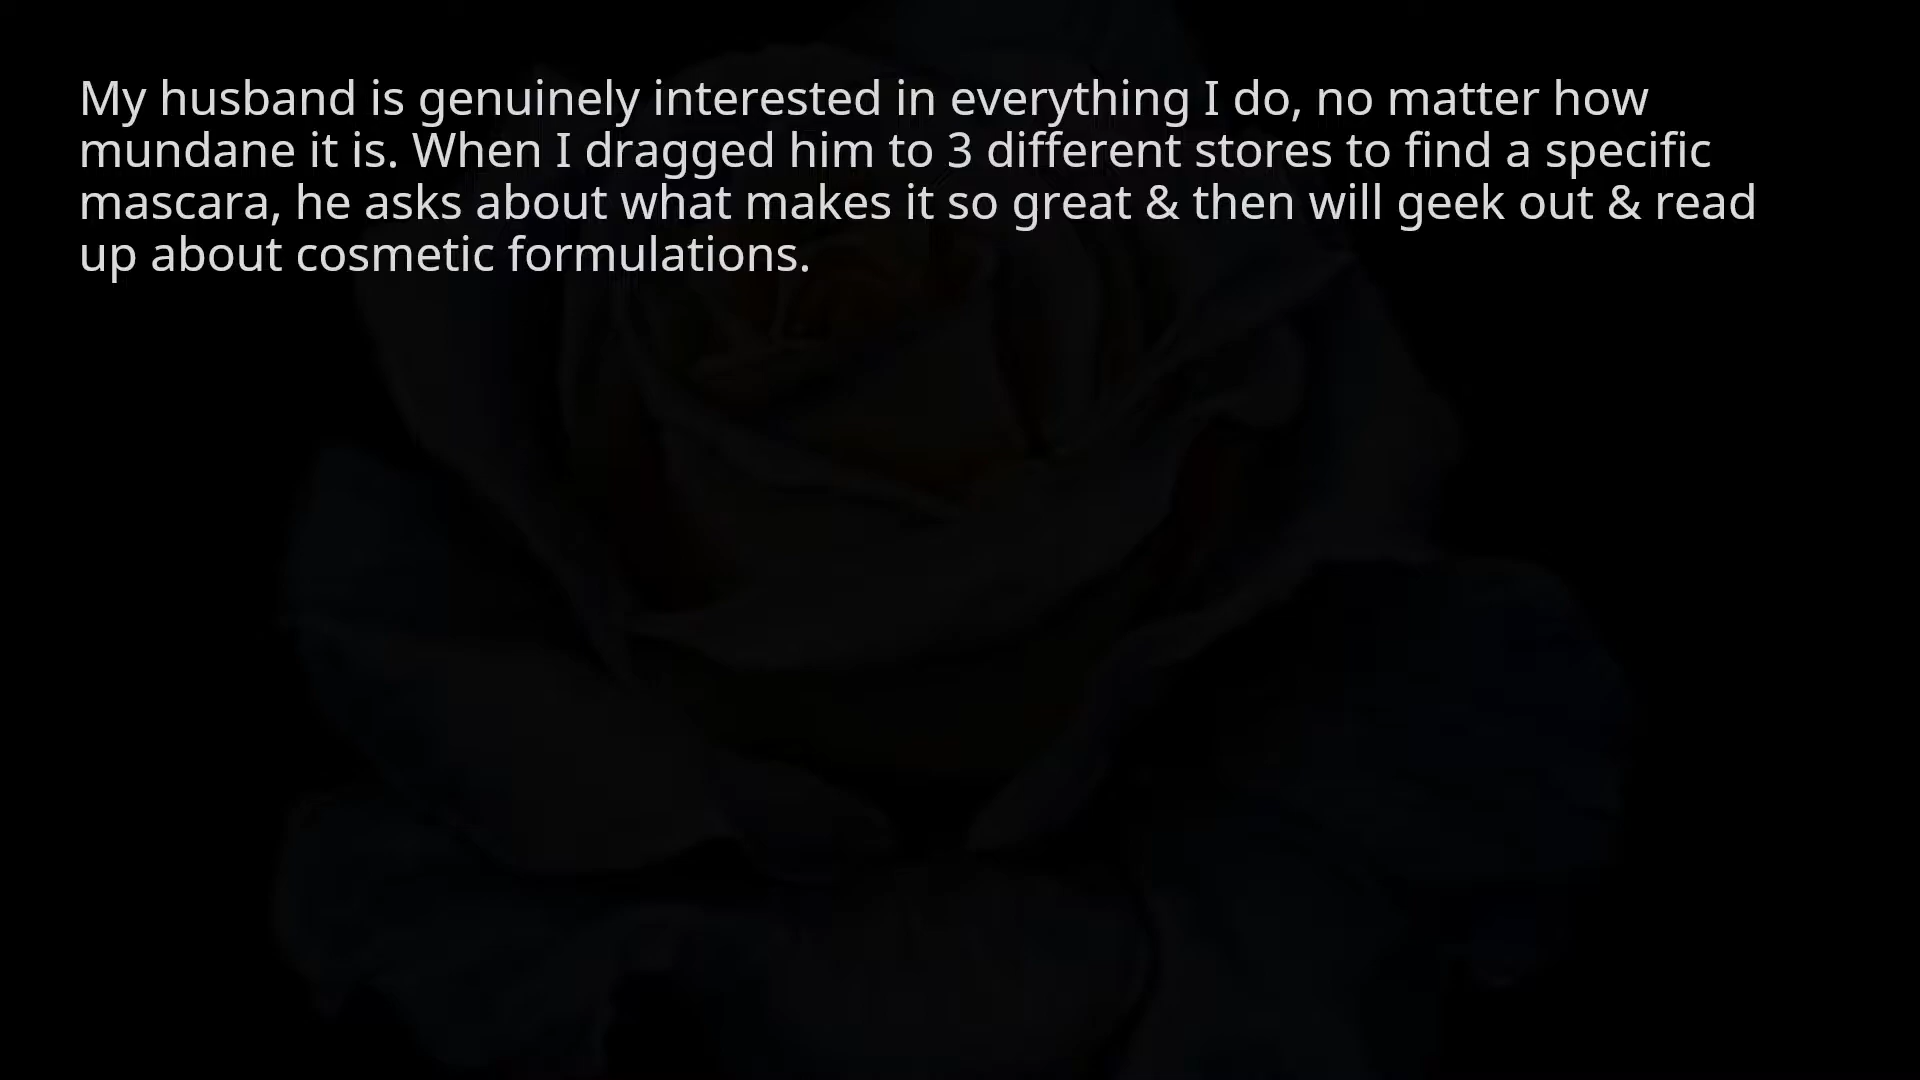 My husband is genuinely interested in everything I do, no matter how
mundane it is. When I dragged him to 3 different stores to find a specific
mascara, he asks about what makes it so great & then will geek out & read
up about cosmetic formulations.